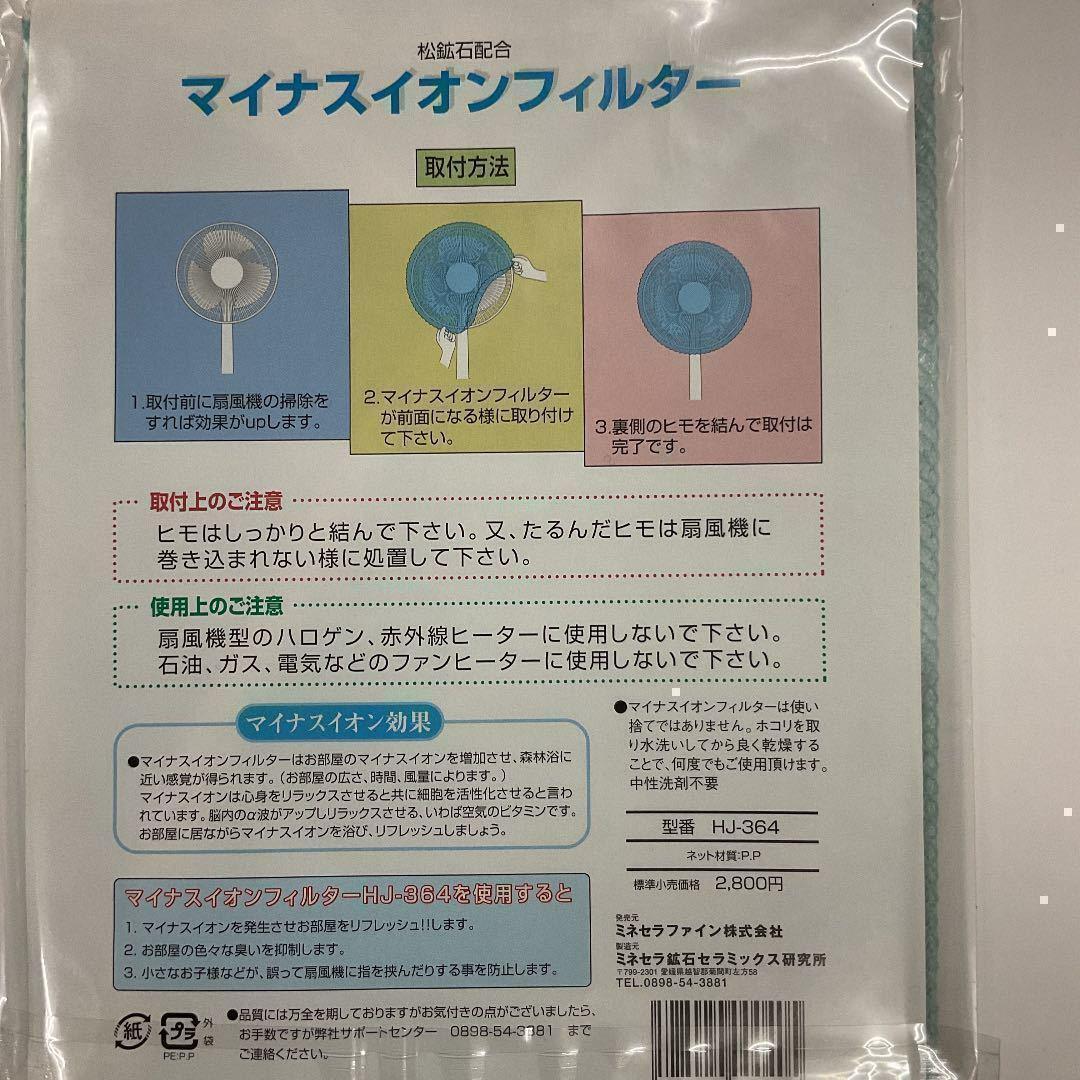 松鉱石配合
マイナスイオンフィルター
取付方法
1.取付前に扇風機の掃除を
すれば効果がupします。
2.マイナスイオンフィルター
が前面になる様に取り付け
て下さい。
3.裏側のヒモを結んで取付は
完了です。
取付上のご注意
ヒモはしっかりと結んで下さい。又、たるんだヒモは扇風機に
巻き込まれない様に処置して下さい。
使用上のご注意
扇風機型のハロゲン、赤外線ヒーターに使用しないで下さい。
石油、ガス、電気などのファンヒーターに使用しないで下さい。
マイナスイオン効果
●マイナスイオンフィルターはお部屋のマイナスイオンを増加させ、森林浴に
近い感覚が得られます。(お部屋の広さ、時間、風量によります。)
マイナスイオンは心身をリラックスさせると共に細胞を活性化させると言わ
れています。脳内のα波がアップしリラックスさせる、いわば空気のビタミンです。
お部屋に居ながらマイナスイオンを浴び、リフレッシュしましょう。
●マイナスイオンフィルターは使い
捨てではありません。ホコリを取
り水洗いしてから良く乾燥する
ことで、何度でもご使用頂けます。
中性洗剤不要
型番 HJ-364
ネット材質:P.P
標準小売価格 2,800円
マイナスイオンフィルターHJ-364を使用すると
1. マイナスイオンを発生させお部屋をリフレッシュ!!します。
2. お部屋の色々な臭いを抑制します。
3. 小さなお子様などが、誤って扇風機に指を挟んだりする事を防止します。
発売元
ミネセラファイン株式会社
製造元
ミネセラ鉱石セラミックス研究所
〒799-2301 愛媛県越智郡菊間町佐方58
TEL.0898-54-3881
紙
プラ
外袋
PE:P.P
●品質には万全を期しておりますがお気付きの点がございましたら、
お手数ですが弊社サポートセンター 0898-54-3381 まで
ご連絡ください。